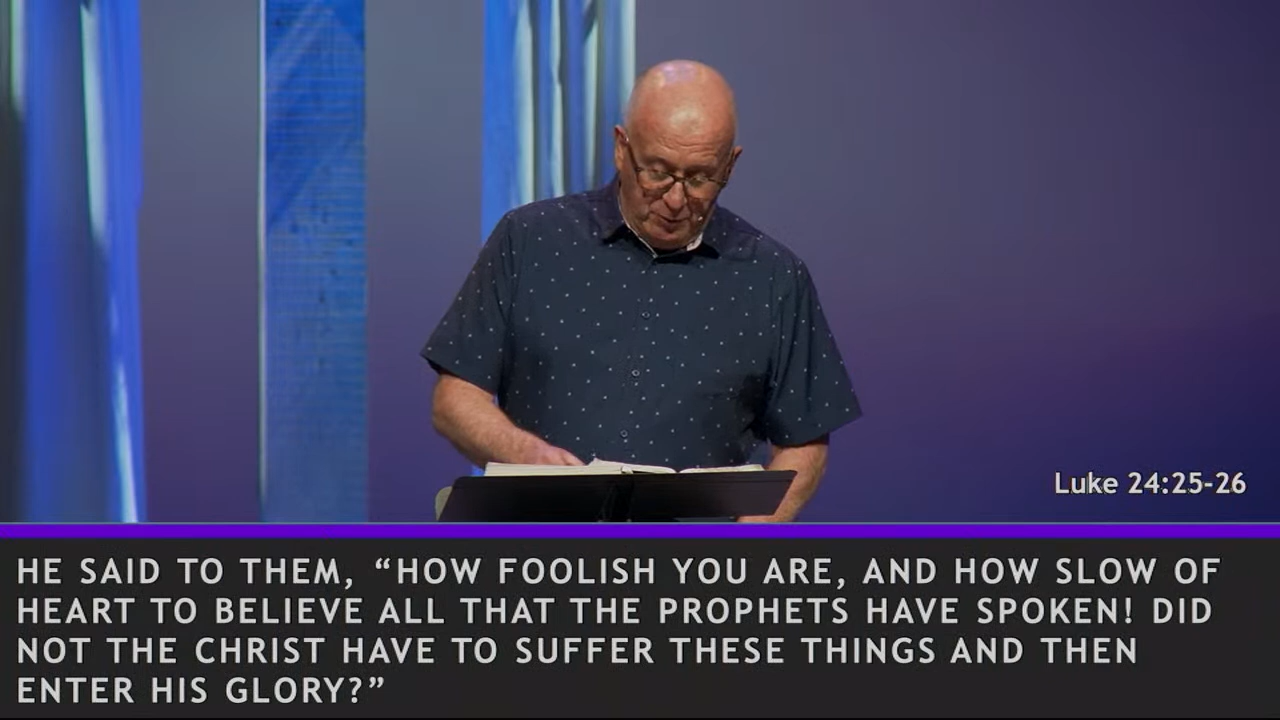 Luke 24:25-26
HE SAID TO THEM, “HOW FOOLISH YOU ARE, AND HOW SLOW OF
HEART TO BELIEVE ALL THAT THE PROPHETS HAVE SPOKEN! DID
NOT THE CHRIST HAVE TO SUFFER THESE THINGS AND THEN
ENTER HIS GLORY?”